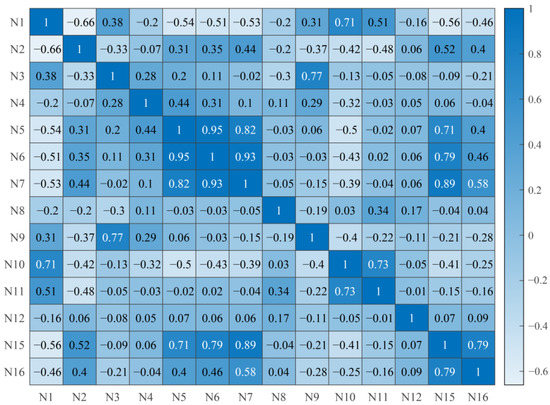 N1 1 −0.66 0.38 −0.2 −0.54 −0.51 −0.53 −0.2 0.31 0.71 0.51 −0.16 −0.56 −0.46
N2 −0.66 1 −0.33 −0.07 0.31 0.35 0.44 −0.2 −0.37 −0.42 −0.48 0.06 0.52 0.4
N3 0.38 −0.33 1 0.28 0.2 0.11 −0.02 −0.3 0.77 −0.13 −0.05 −0.08 −0.09 −0.21
N4 −0.2 −0.07 0.28 1 0.44 0.31 0.1 0.11 0.29 −0.32 −0.03 0.05 0.06 −0.04
N5 −0.54 0.31 0.2 0.44 1 0.95 0.82 −0.03 0.06 −0.5 −0.02 0.07 0.71 0.4
N6 −0.51 0.35 0.11 0.31 0.95 1 0.93 −0.03 −0.03 −0.43 0.02 0.06 0.79 0.46
N7 −0.53 0.44 −0.02 0.1 0.82 0.93 1 −0.05 −0.15 −0.39 −0.04 0.06 0.89 0.58
N8 −0.2 −0.2 −0.3 0.11 −0.03 −0.03 −0.05 1 −0.19 0.03 0.34 0.17 −0.04 0.04
N9 0.31 −0.37 0.77 0.29 0.06 −0.03 −0.15 −0.19 1 −0.4 −0.22 −0.11 −0.21 −0.28
N10 0.71 −0.42 −0.13 −0.32 −0.5 −0.43 −0.39 0.03 −0.4 1 0.73 −0.05 −0.41 −0.25
N11 0.51 −0.48 −0.05 −0.03 −0.02 0.02 −0.04 0.34 −0.22 0.73 1 −0.01 −0.15 −0.16
N12 −0.16 0.06 −0.08 0.05 0.07 0.06 0.06 0.17 −0.11 −0.05 −0.01 1 0.07 0.09
N15 −0.56 0.52 −0.09 0.06 0.71 0.79 0.89 −0.04 −0.21 −0.41 −0.15 0.07 1 0.79
N16 −0.46 0.4 −0.21 −0.04 0.4 0.46 0.58 0.04 −0.28 −0.25 −0.16 0.09 0.79 1
N1 N2 N3 N4 N5 N6 N7 N8 N9 N10 N11 N12 N15 N16
1
0.8
0.6
0.4
0.2
0
−0.2
−0.4
−0.6